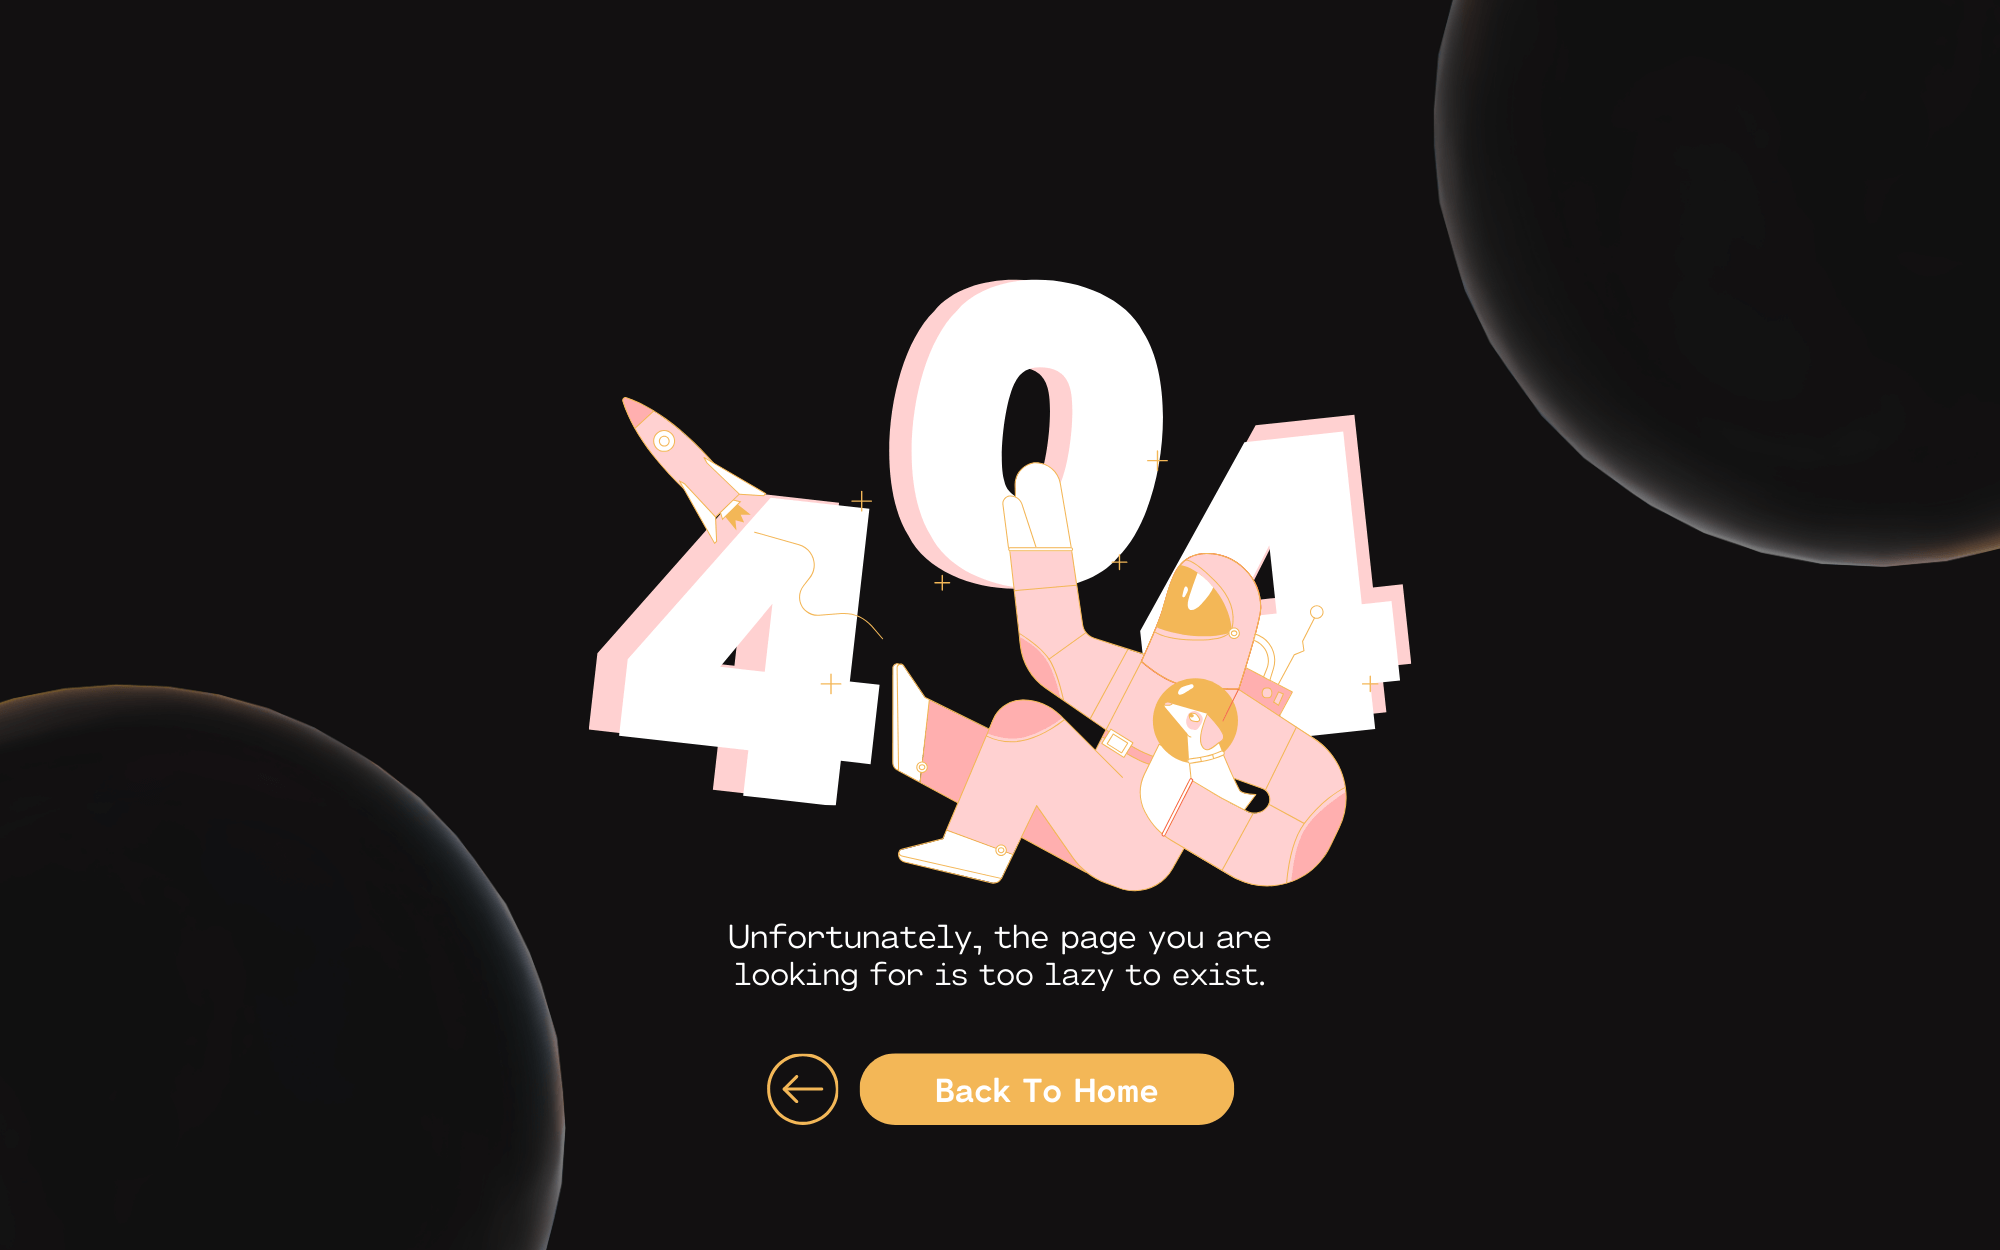 404
Unfortunately, the page you are
looking for is too lazy to exist.
Back To Home